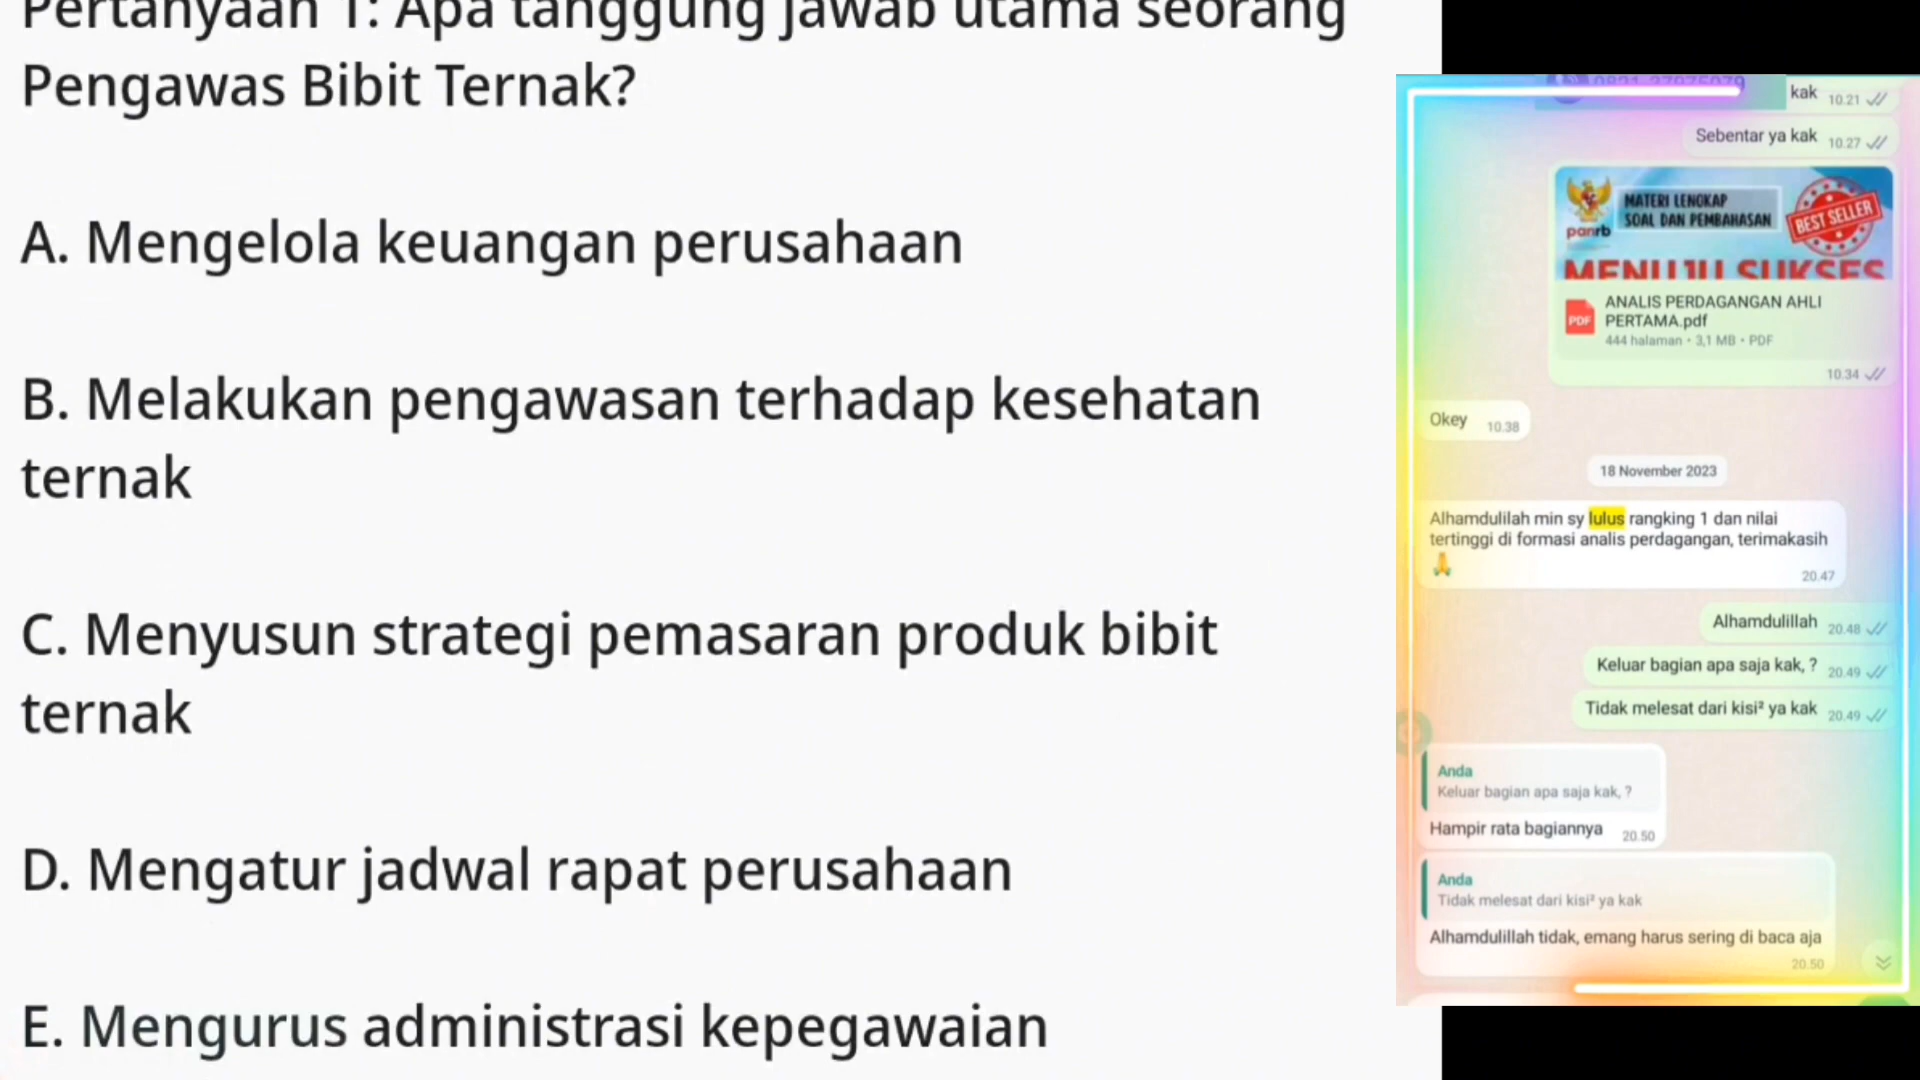 Pertanyaan 1: Apa tanggung jawab utama seorang
Pengawas Bibit Ternak?
A. Mengelola keuangan perusahaan
B. Melakukan pengawasan terhadap kesehatan
ternak
C. Menyusun strategi pemasaran produk bibit
ternak
D. Mengatur jadwal rapat perusahaan
E. Mengurus administrasi kepegawaian
kak 10.21
Sebentar ya kak 10.27
panrb
MATERI LENGKAP
SOAL DAN PEMBAHASAN
BEST SELLER
MENUJU SUKSES
PDF
ANALIS PERDAGANGAN AHLI
PERTAMA.pdf
444 halaman • 3,1 MB • PDF
10.34
Okey 10.38
18 November 2023
Alhamdulilah min sy lulus rangking 1 dan nilai
tertinggi di formasi analis perdagangan, terimakasih
🙏
20.47
Alhamdulillah 20.48
Keluar bagian apa saja kak, ? 20.49
Tidak melesat dari kisi² ya kak 20.49
Anda
Keluar bagian apa saja kak, ?
Hampir rata bagiannya 20.50
Anda
Tidak melesat dari kisi² ya kak
Alhamdulillah tidak, emang harus sering di baca aja
20.50